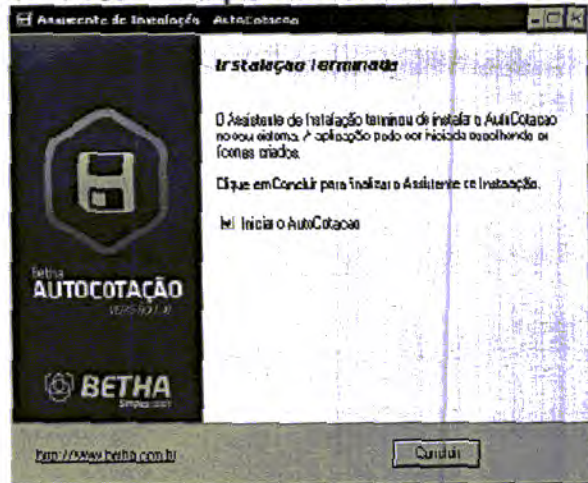 Assistente de Instalação AutoCotacao
Instalação Terminada
O Assistente de Instalação terminou de instalar o AutoCotacao
no seu sistema. A aplicação pode ser iniciada escolhendo os
ícones criados.
Clique em Concluir para finalizar o Assistente de Instalação.
Iniciar o AutoCotacao
Betha
AUTOCOTAÇÃO
BETHA
http://www.betha.com.br
Concluir